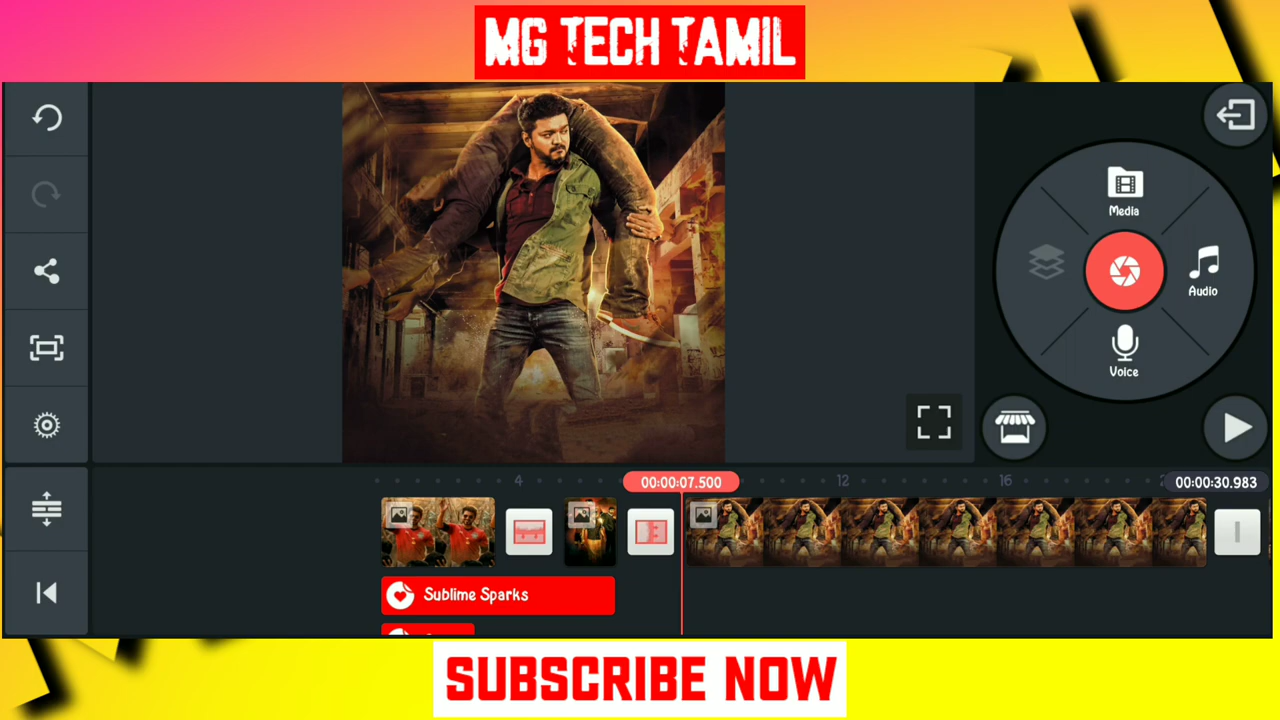 MG TECH TAMIL
Media
Audio
Voice
4
00:00:07.500
12
16
00:00:30.983
Sublime Sparks
SUBSCRIBE NOW